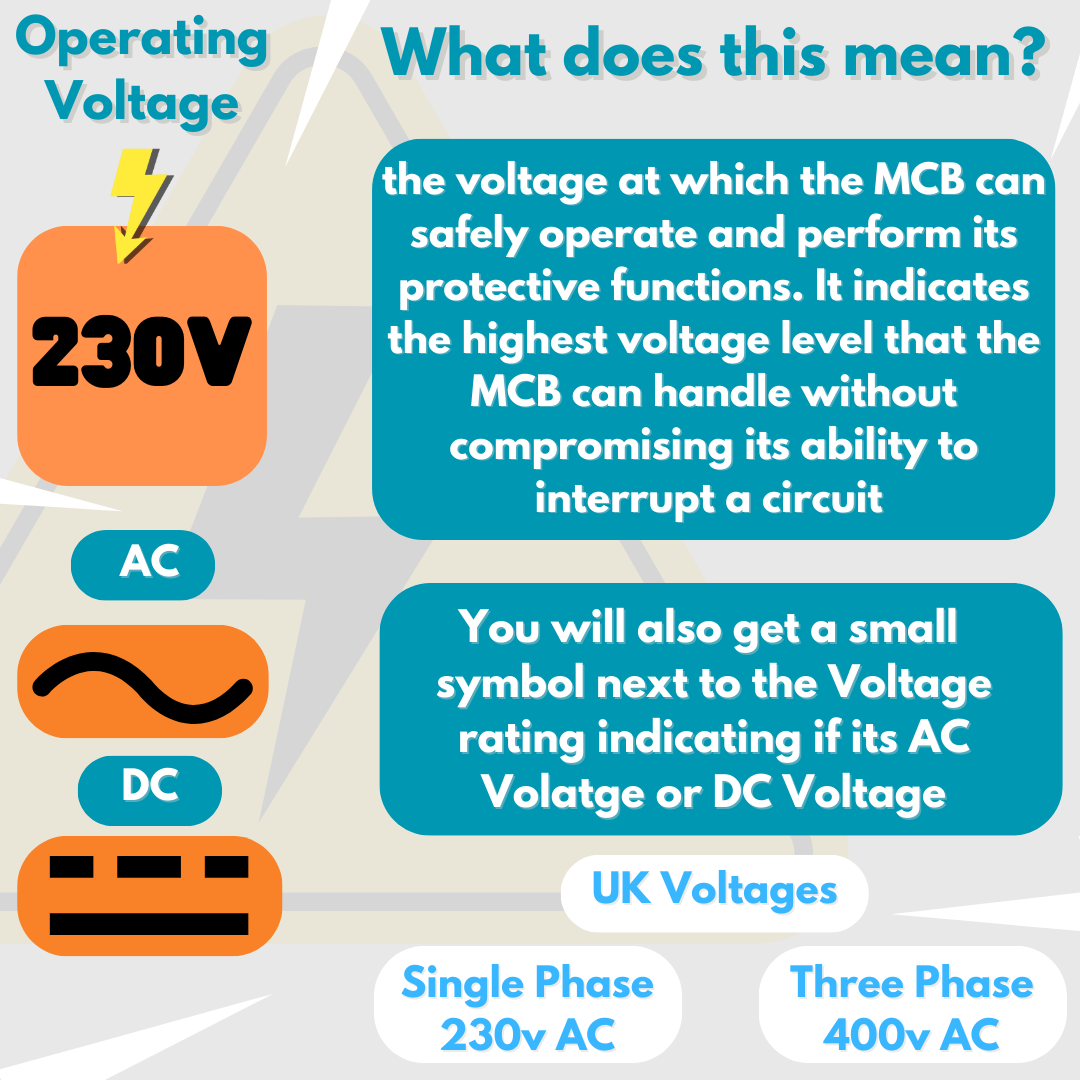 Operating
Voltage
230V
AC
DC
What does this mean?
the voltage at which the MCB can
safely operate and perform its
protective functions. It indicates
the highest voltage level that the
MCB can handle without
compromising its ability to
interrupt a circuit
You will also get a small
symbol next to the Voltage
rating indicating if its AC
Volatge or DC Voltage
UK Voltages
Single Phase
230v AC
Three Phase
400v AC